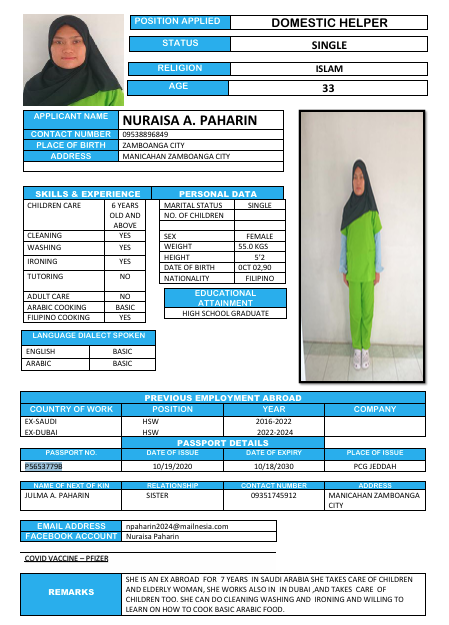 POSITION APPLIED DOMESTIC HELPER
STATUS SINGLE
RELIGION ISLAM
AGE 33
APPLICANT NAME NURAISA A. PAHARIN
CONTACT NUMBER 09538896849
PLACE OF BIRTH ZAMBOANGA CITY
ADDRESS MANICAHAN ZAMBOANGA CITY
SKILLS & EXPERIENCE PERSONAL DATA
CHILDREN CARE 6 YEARS OLD AND ABOVE
CLEANING YES
WASHING YES
IRONING YES
TUTORING NO
ADULT CARE NO
ARABIC COOKING BASIC
FILIPINO COOKING YES
MARITAL STATUS SINGLE
NO. OF CHILDREN
SEX FEMALE
WEIGHT 55.0 KGS
HEIGHT 5'2
DATE OF BIRTH 0CT 02,90
NATIONALITY FILIPINO
EDUCATIONAL
ATTAINMENT
HIGH SCHOOL GRADUATE
LANGUAGE DIALECT SPOKEN
ENGLISH BASIC
ARABIC BASIC
PREVIOUS EMPLOYMENT ABROAD
COUNTRY OF WORK POSITION YEAR COMPANY
EX-SAUDI HSW 2016-2022
EX-DUBAI HSW 2022-2024
PASSPORT DETAILS
PASSPORT NO. DATE OF ISSUE DATE OF EXPIRY PLACE OF ISSUE
P5653779B 10/19/2020 10/18/2030 PCG JEDDAH
NAME OF NEXT OF KIN RELATIONSHIP CONTACT NUMBER ADDRESS
JULMA A. PAHARIN SISTER 09351745912 MANICAHAN ZAMBOANGA
CITY
EMAIL ADDRESS npaharin2024@mailnesia.com
FACEBOOK ACCOUNT Nuraisa Paharin
COVID VACCINE – PFIZER
REMARKS
SHE IS AN EX ABROAD FOR 7 YEARS IN SAUDI ARABIA SHE TAKES CARE OF CHILDREN
AND ELDERLY WOMAN, SHE WORKS ALSO IN IN DUBAI ,AND TAKES CARE OF
CHILDREN TOO. SHE CAN DO CLEANING WASHING AND IRONING AND WILLING TO
LEARN ON HOW TO COOK BASIC ARABIC FOOD.